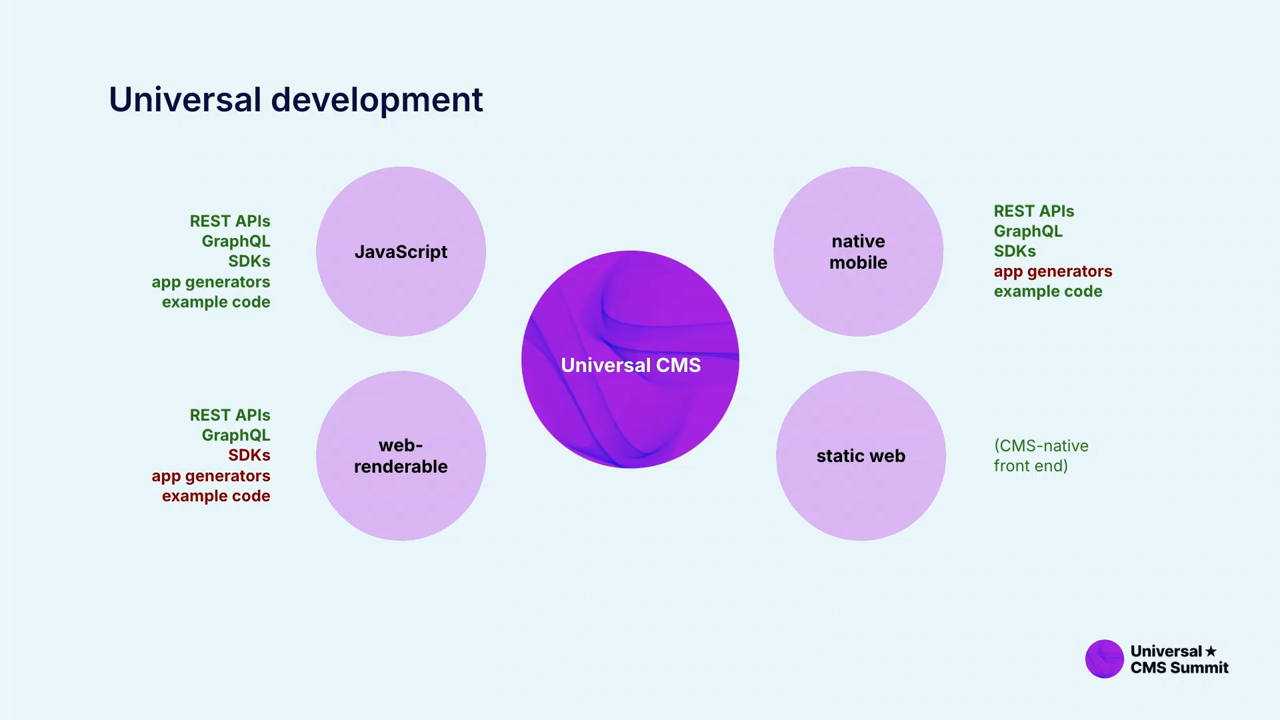 Universal development
REST APIs
GraphQL
SDKs
app generators
example code
JavaScript
native
mobile
REST APIs
GraphQL
SDKs
app generators
example code
Universal CMS
REST APIs
GraphQL
SDKs
app generators
example code
web-
renderable
static web
(CMS-native
front end)
Universal ★
CMS Summit